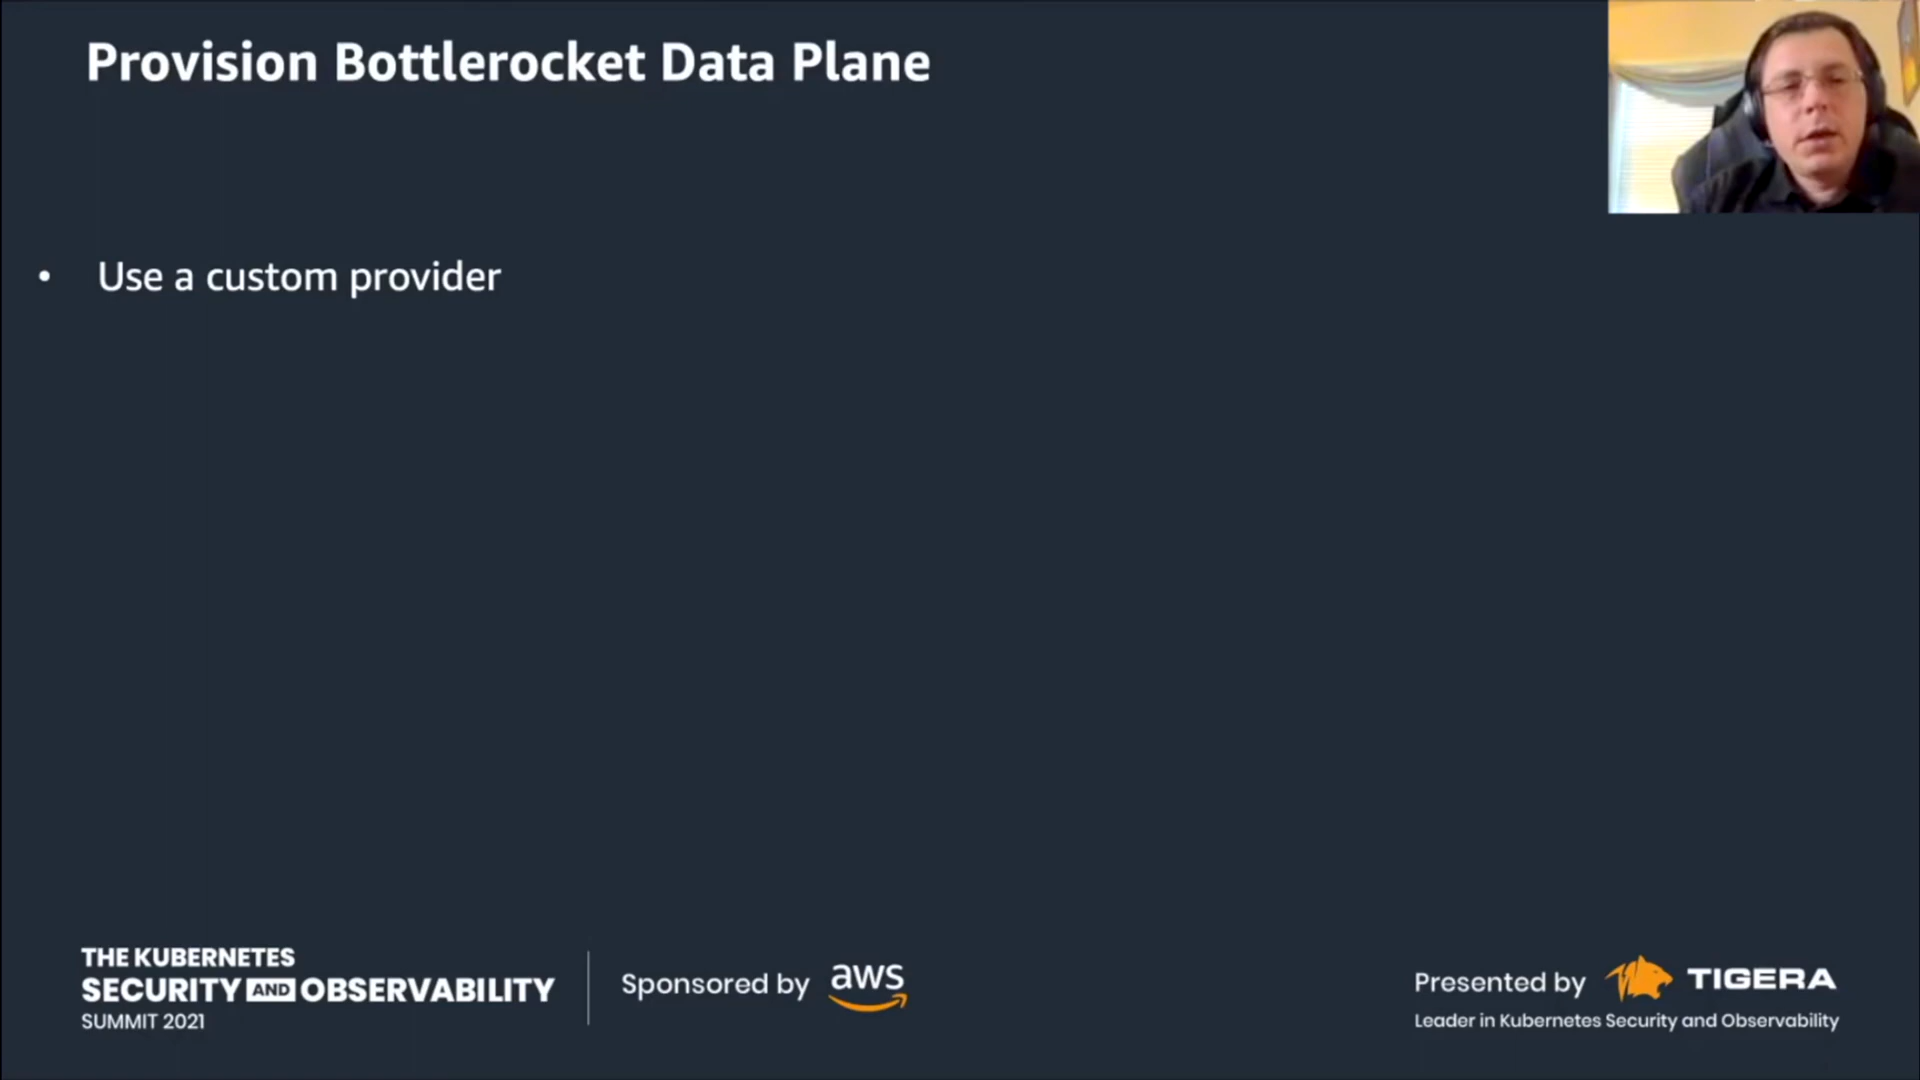 Provision Bottlerocket Data Plane
• Use a custom provider
THE KUBERNETES
SECURITY AND OBSERVABILITY
SUMMIT 2021
Sponsored by aws
Presented by TIGERA
Leader in Kubernetes Security and Observability